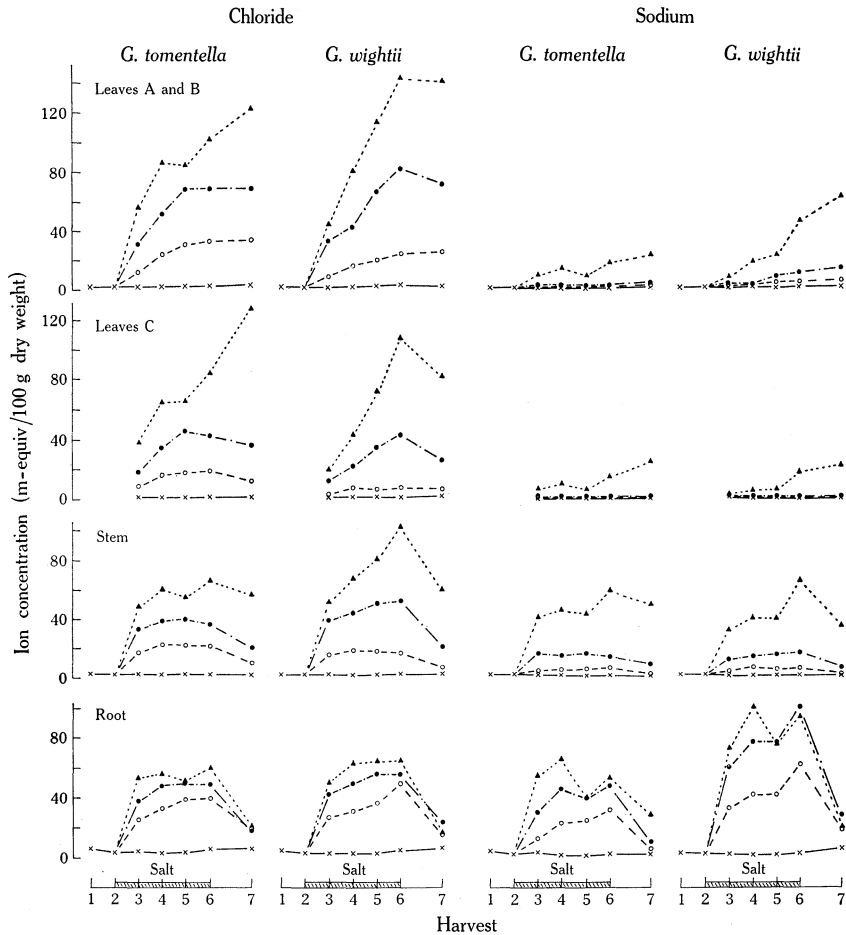 Chloride Sodium
G. tomentella G. wightii G. tomentella G. wightii
Leaves A and B
120
80
40
0
Leaves C
120
80
40
0
Stem
80
40
0
Root
80
40
0
Ion concentration (m-equiv/100 g dry weight)
Salt Salt Salt Salt
1 2 3 4 5 6 7 1 2 3 4 5 6 7 1 2 3 4 5 6 7 1 2 3 4 5 6 7
Harvest